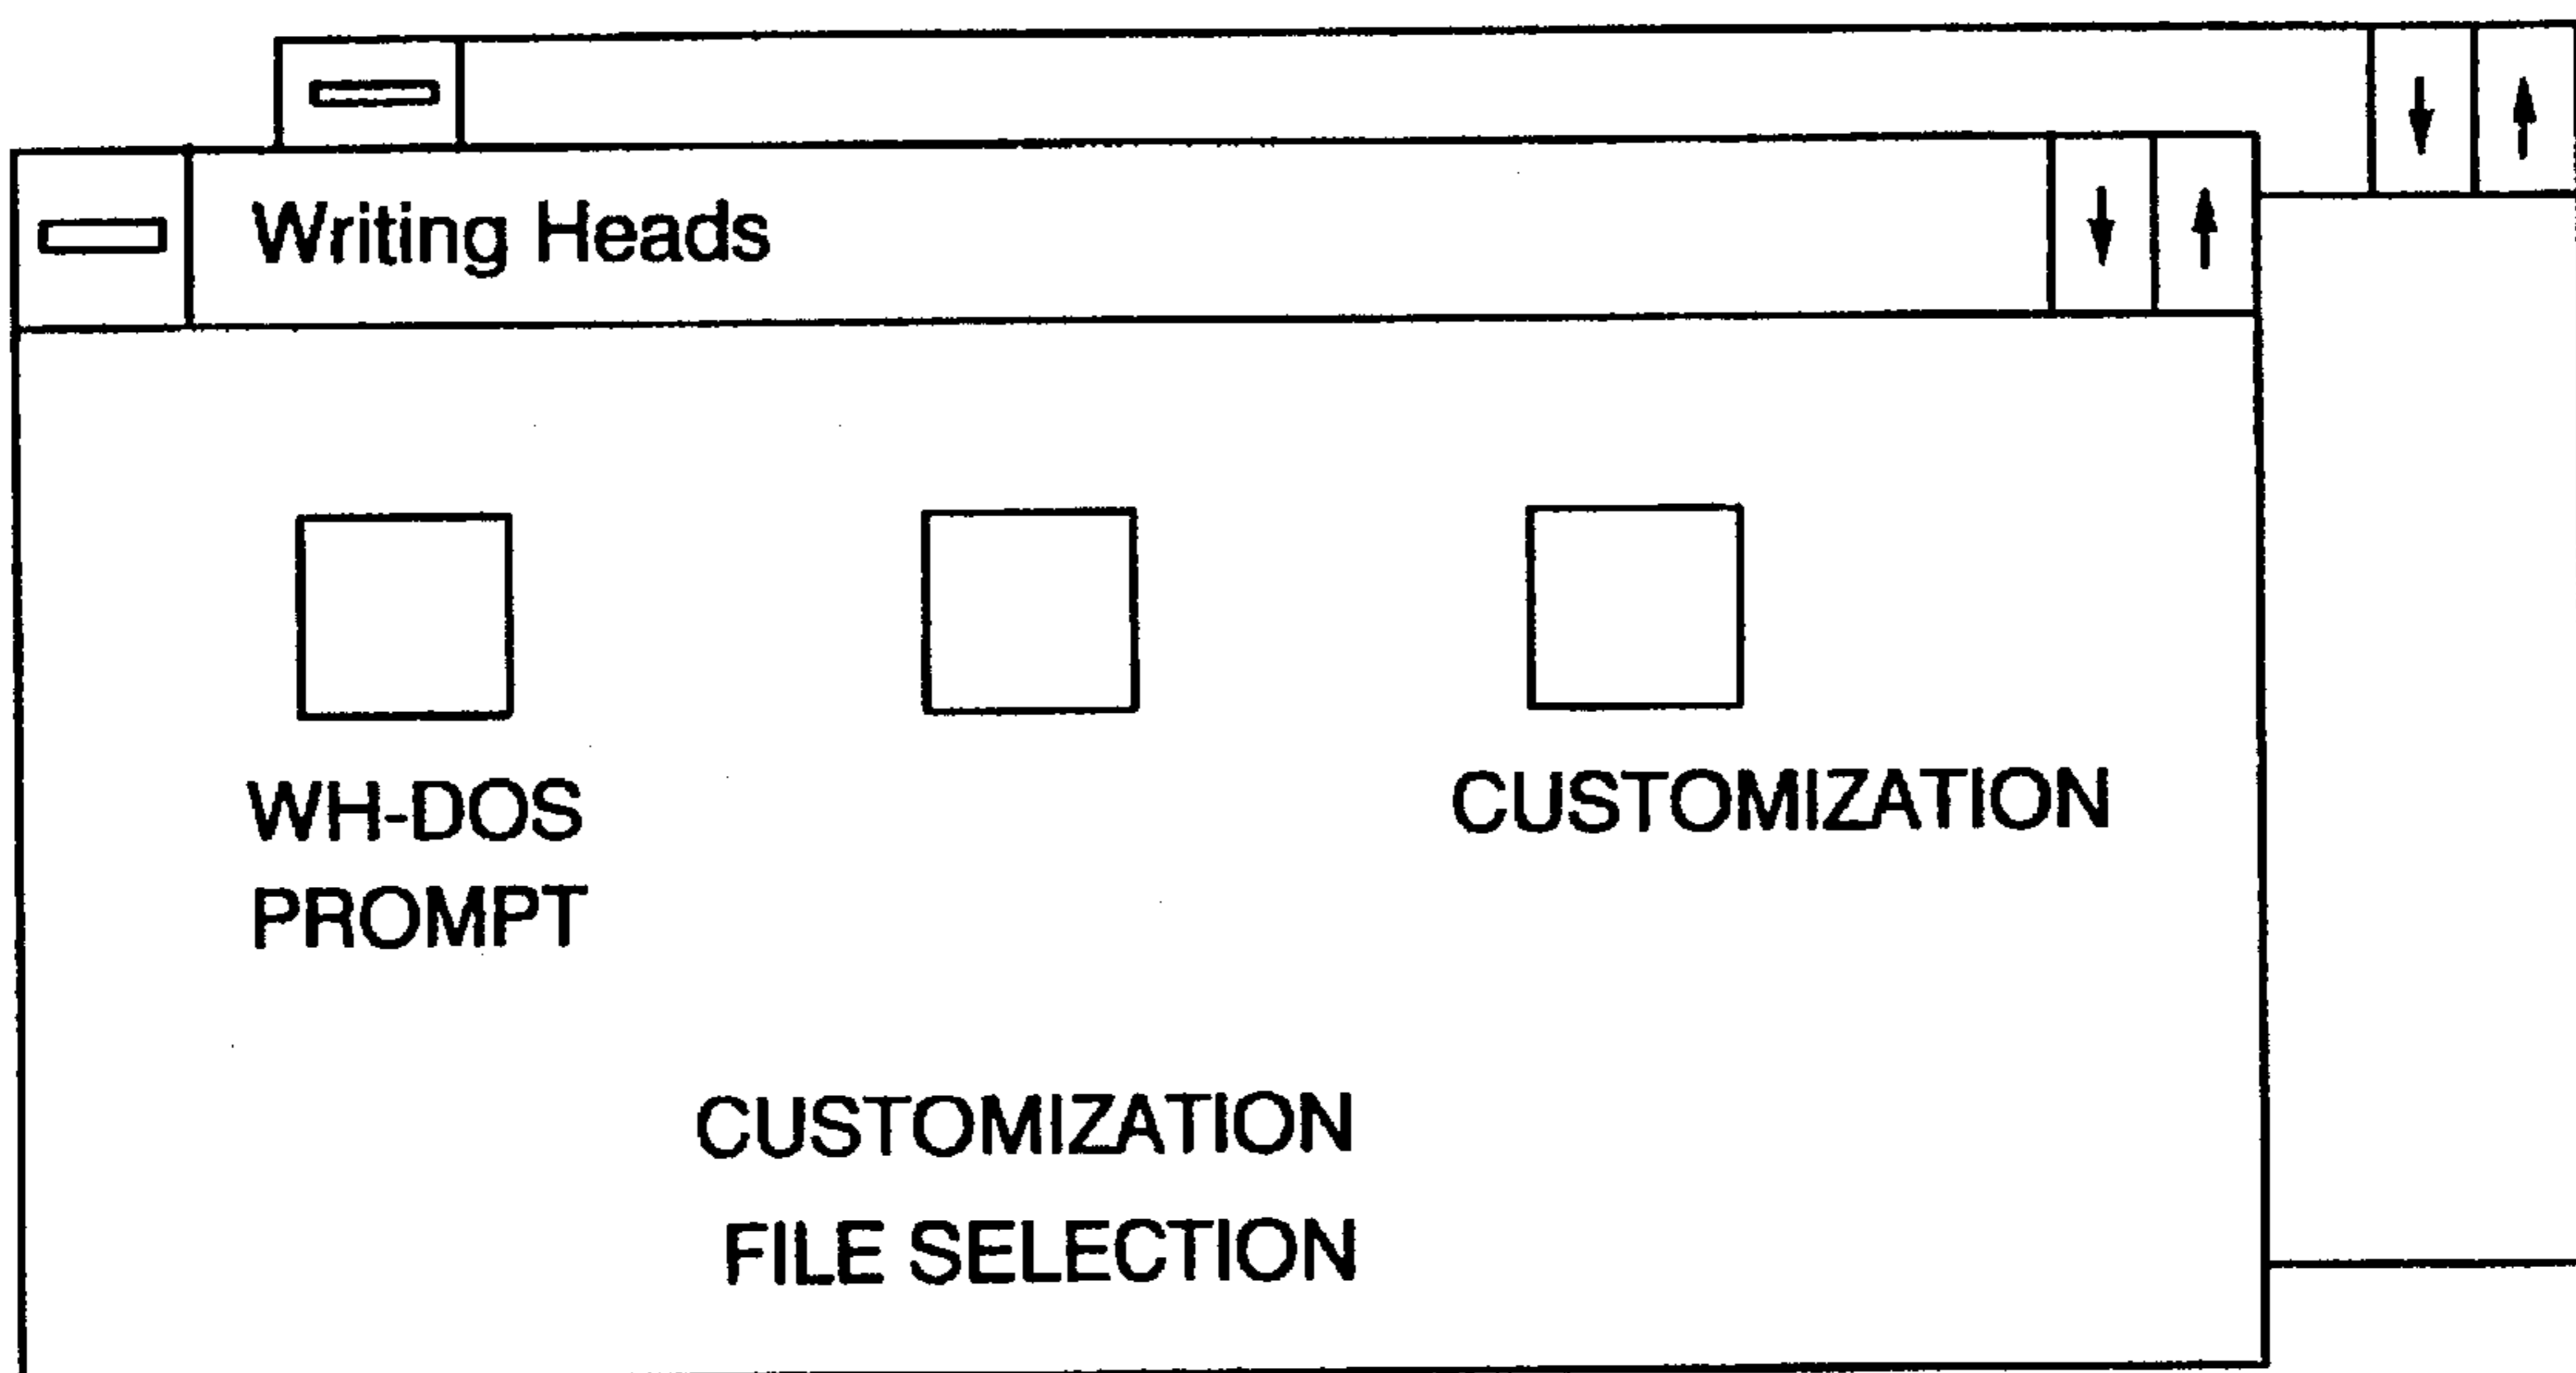 Writing Heads
WH-DOS
PROMPT
CUSTOMIZATION
CUSTOMIZATION
FILE SELECTION